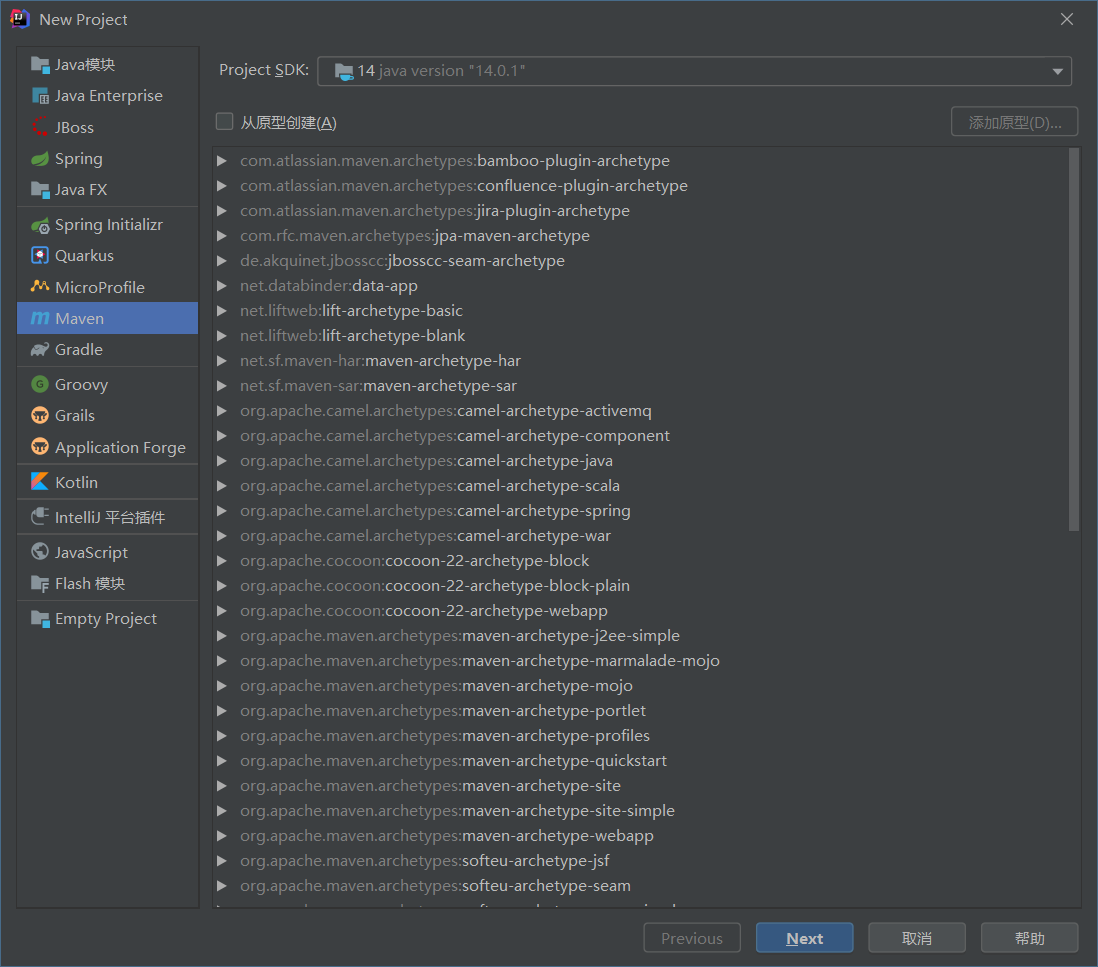 New Project
Java模块
Java Enterprise
JBoss
Spring
Java FX
Spring Initializr
Quarkus
MicroProfile
Maven
Gradle
Groovy
Grails
Application Forge
Kotlin
IntelliJ 平台插件
JavaScript
Flash 模块
Empty Project
Project SDK: 14 java version "14.0.1"
从原型创建(A) 添加原型(D)...
com.atlassian.maven.archetypes:bamboo-plugin-archetype
com.atlassian.maven.archetypes:confluence-plugin-archetype
com.atlassian.maven.archetypes:jira-plugin-archetype
com.rfc.maven.archetypes:jpa-maven-archetype
de.akquinet.jbosscc:jbosscc-seam-archetype
net.databinder:data-app
net.liftweb:lift-archetype-basic
net.liftweb:lift-archetype-blank
net.sf.maven-har:maven-archetype-har
net.sf.maven-sar:maven-archetype-sar
org.apache.camel.archetypes:camel-archetype-activemq
org.apache.camel.archetypes:camel-archetype-component
org.apache.camel.archetypes:camel-archetype-java
org.apache.camel.archetypes:camel-archetype-scala
org.apache.camel.archetypes:camel-archetype-spring
org.apache.camel.archetypes:camel-archetype-war
org.apache.cocoon:cocoon-22-archetype-block
org.apache.cocoon:cocoon-22-archetype-block-plain
org.apache.cocoon:cocoon-22-archetype-webapp
org.apache.maven.archetypes:maven-archetype-j2ee-simple
org.apache.maven.archetypes:maven-archetype-marmalade-mojo
org.apache.maven.archetypes:maven-archetype-mojo
org.apache.maven.archetypes:maven-archetype-portlet
org.apache.maven.archetypes:maven-archetype-profiles
org.apache.maven.archetypes:maven-archetype-quickstart
org.apache.maven.archetypes:maven-archetype-site
org.apache.maven.archetypes:maven-archetype-site-simple
org.apache.maven.archetypes:maven-archetype-webapp
org.apache.maven.archetypes:softeu-archetype-jsf
org.apache.maven.archetypes:softeu-archetype-seam
Previous Next 取消 帮助